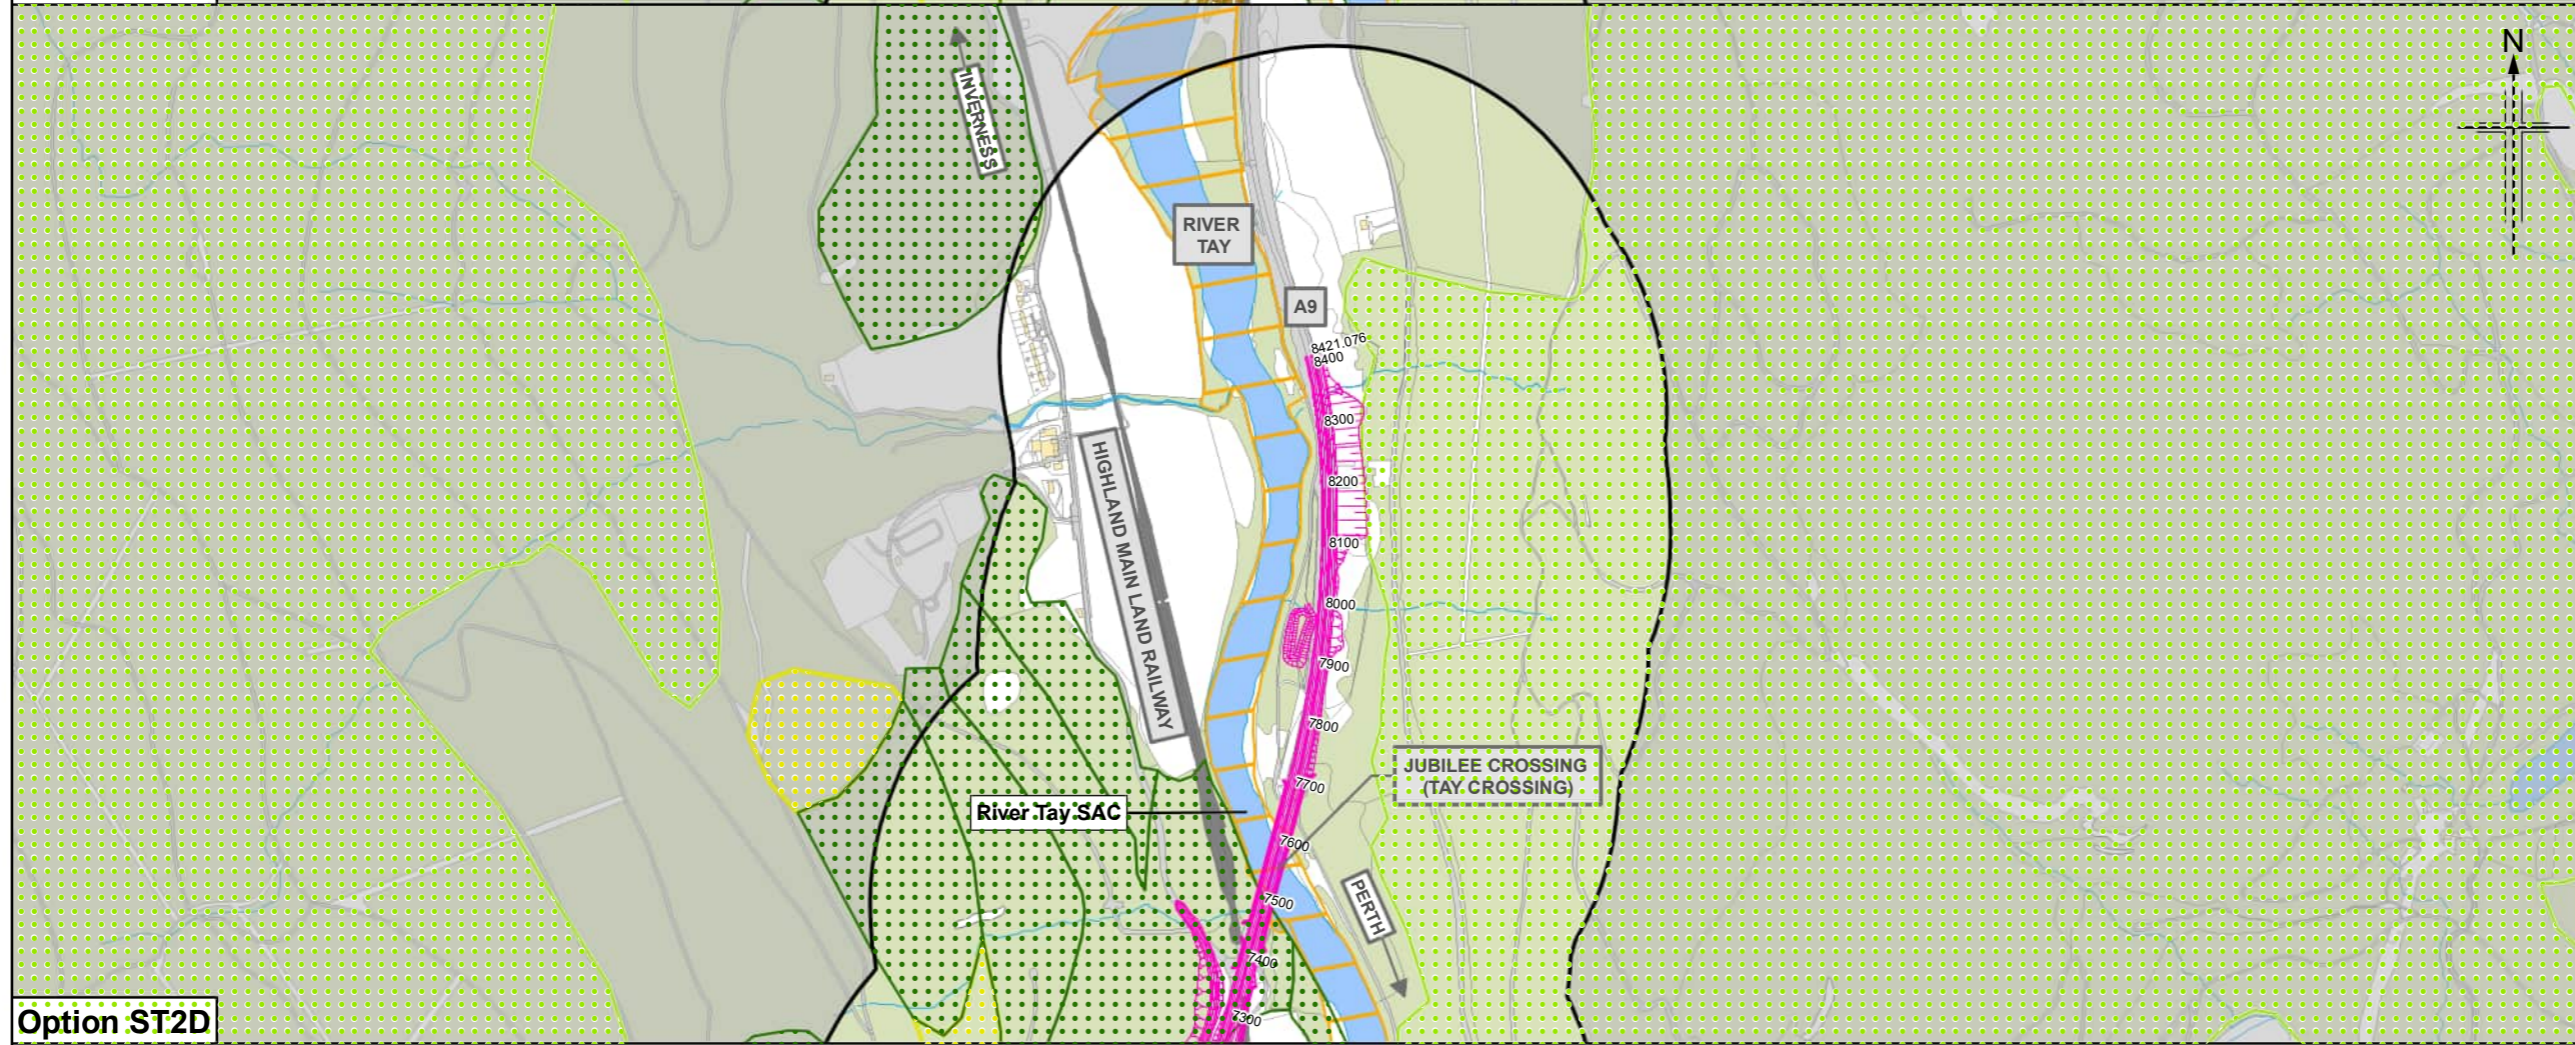 N
INVERNESS
RIVER
TAY
A9
8421.076
8400
8300
8200
8100
8000
7900
7800
7700
7600
7500
7400
7300
HIGHLAND MAIN LAND RAILWAY
JUBILEE CROSSING
(TAY CROSSING)
River Tay SAC
PERTH
Option ST2D